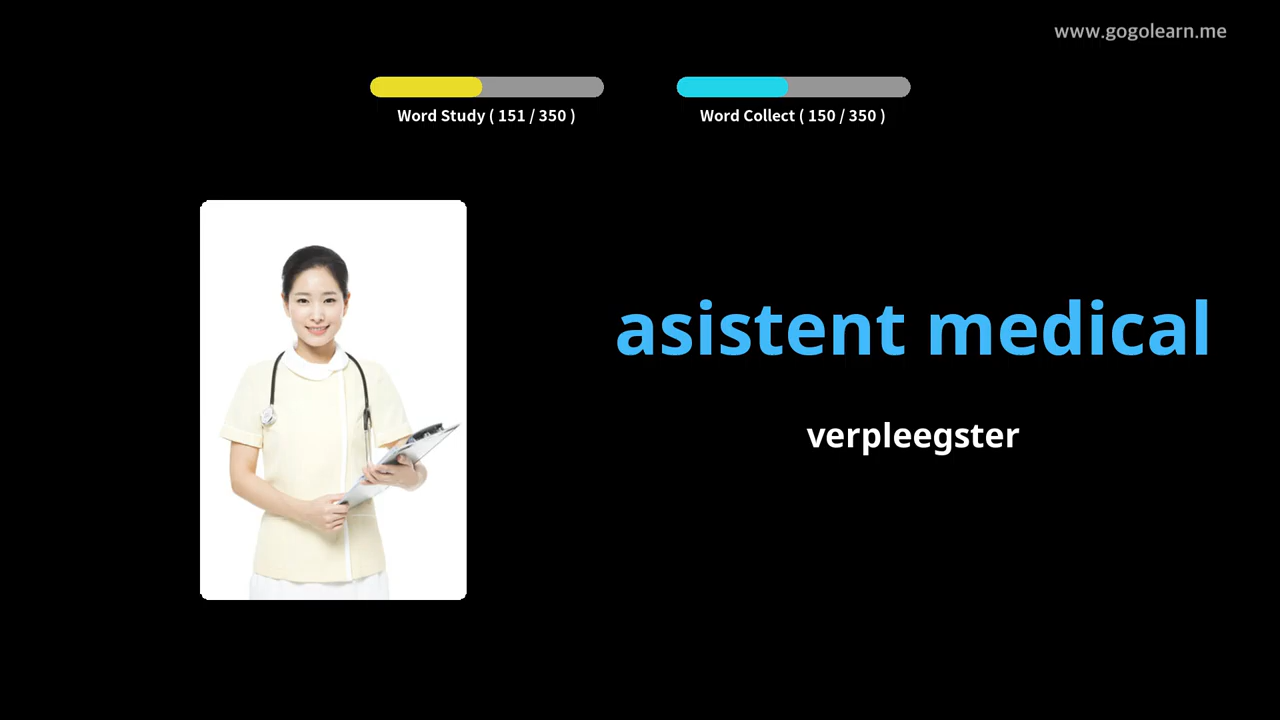 www.gogolearn.me
Word Study ( 151 / 350 )
Word Collect ( 150 / 350 )
asistent medical
verpleegster